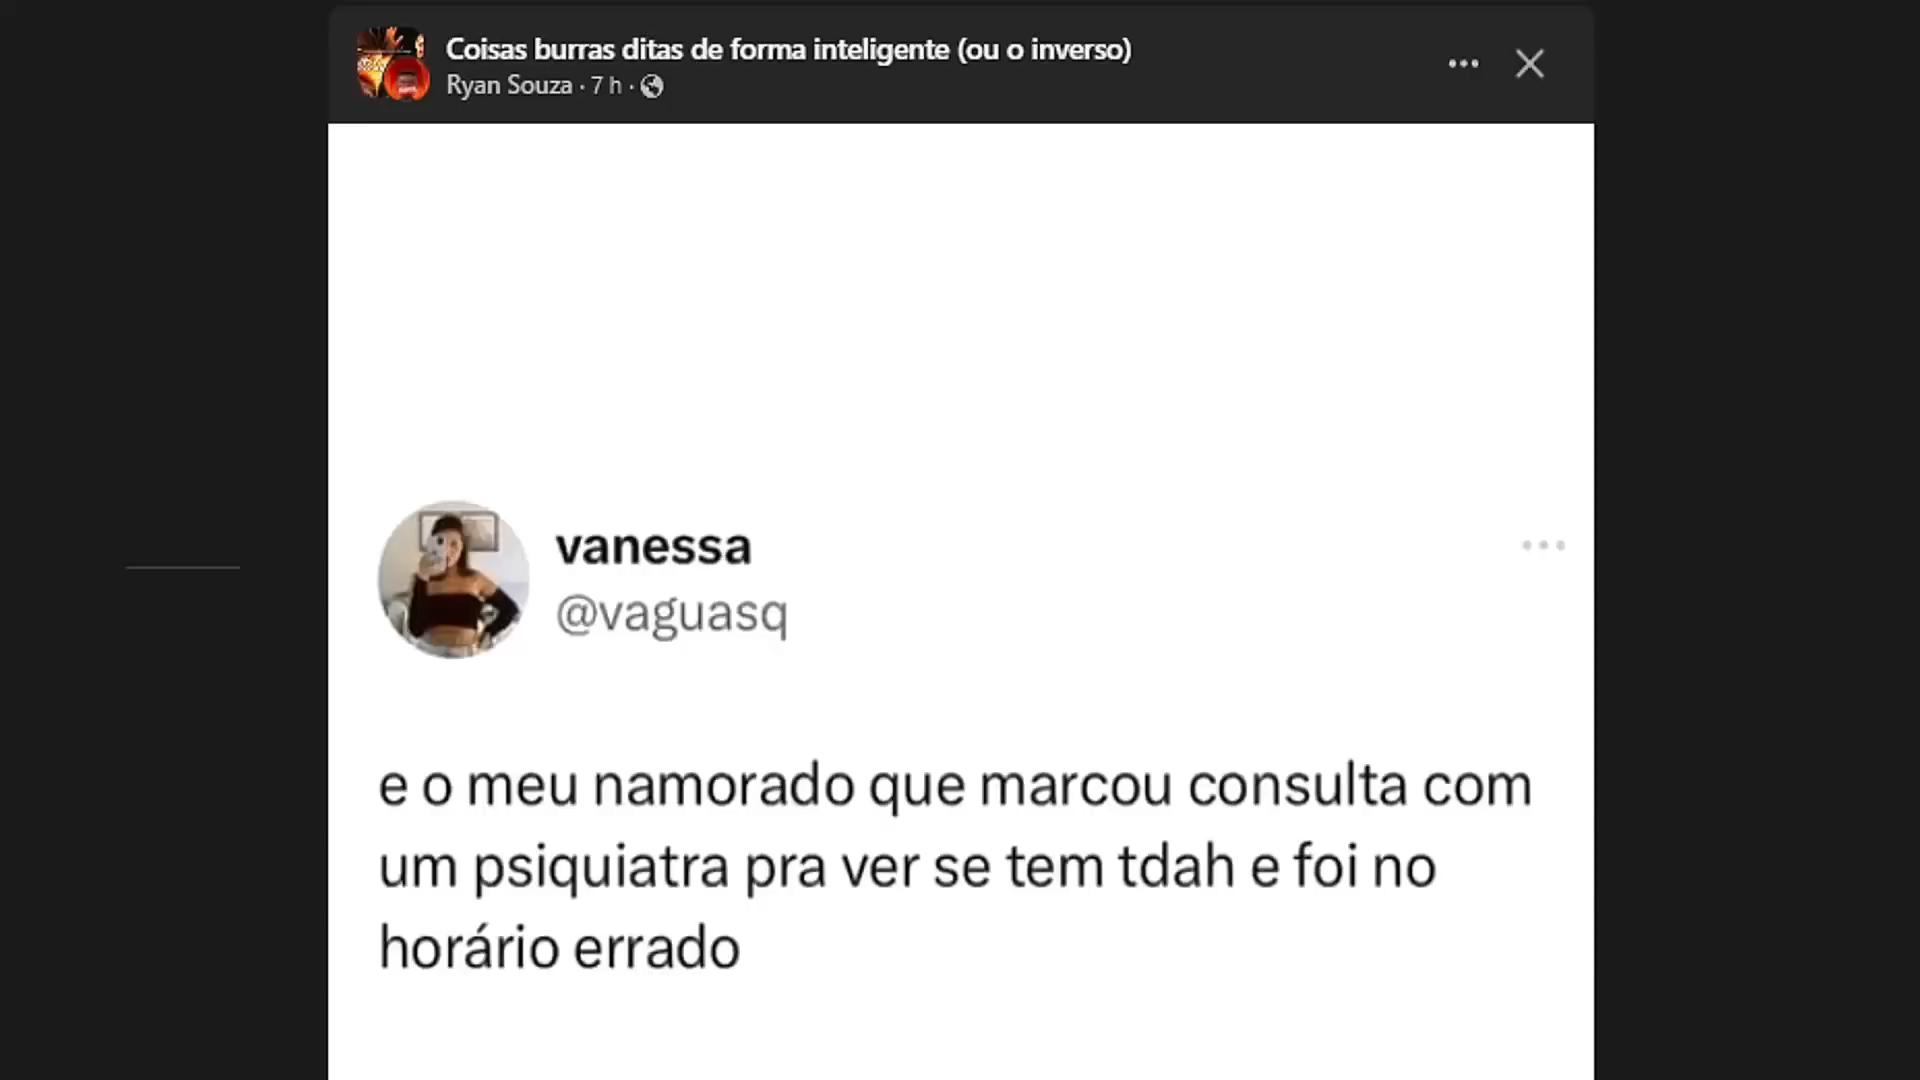 Coisas burras ditas de forma inteligente (ou o inverso)
Ryan Souza · 7 h ·
vanessa
@vaguasq
e o meu namorado que marcou consulta com
um psiquiatra pra ver se tem tdah e foi no
horário errado